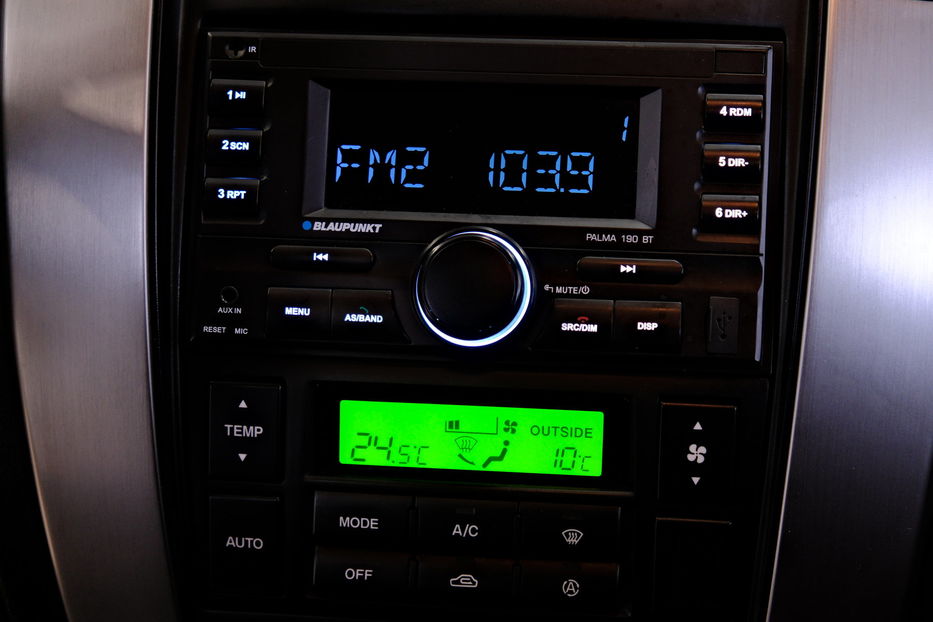 IR
1
4 RDM
1
2 SCN
FM2 103.9
5 DIR-
3 RPT
6 DIR+
BLAUPUNKT
PALMA 190 BT
MUTE/
AUX IN
MENU
AS/BAND
SRC/DIM
DISP
RESET MIC
TEMP
OUTSIDE
24.5°C
10°C
MODE
A/C
AUTO
OFF
A